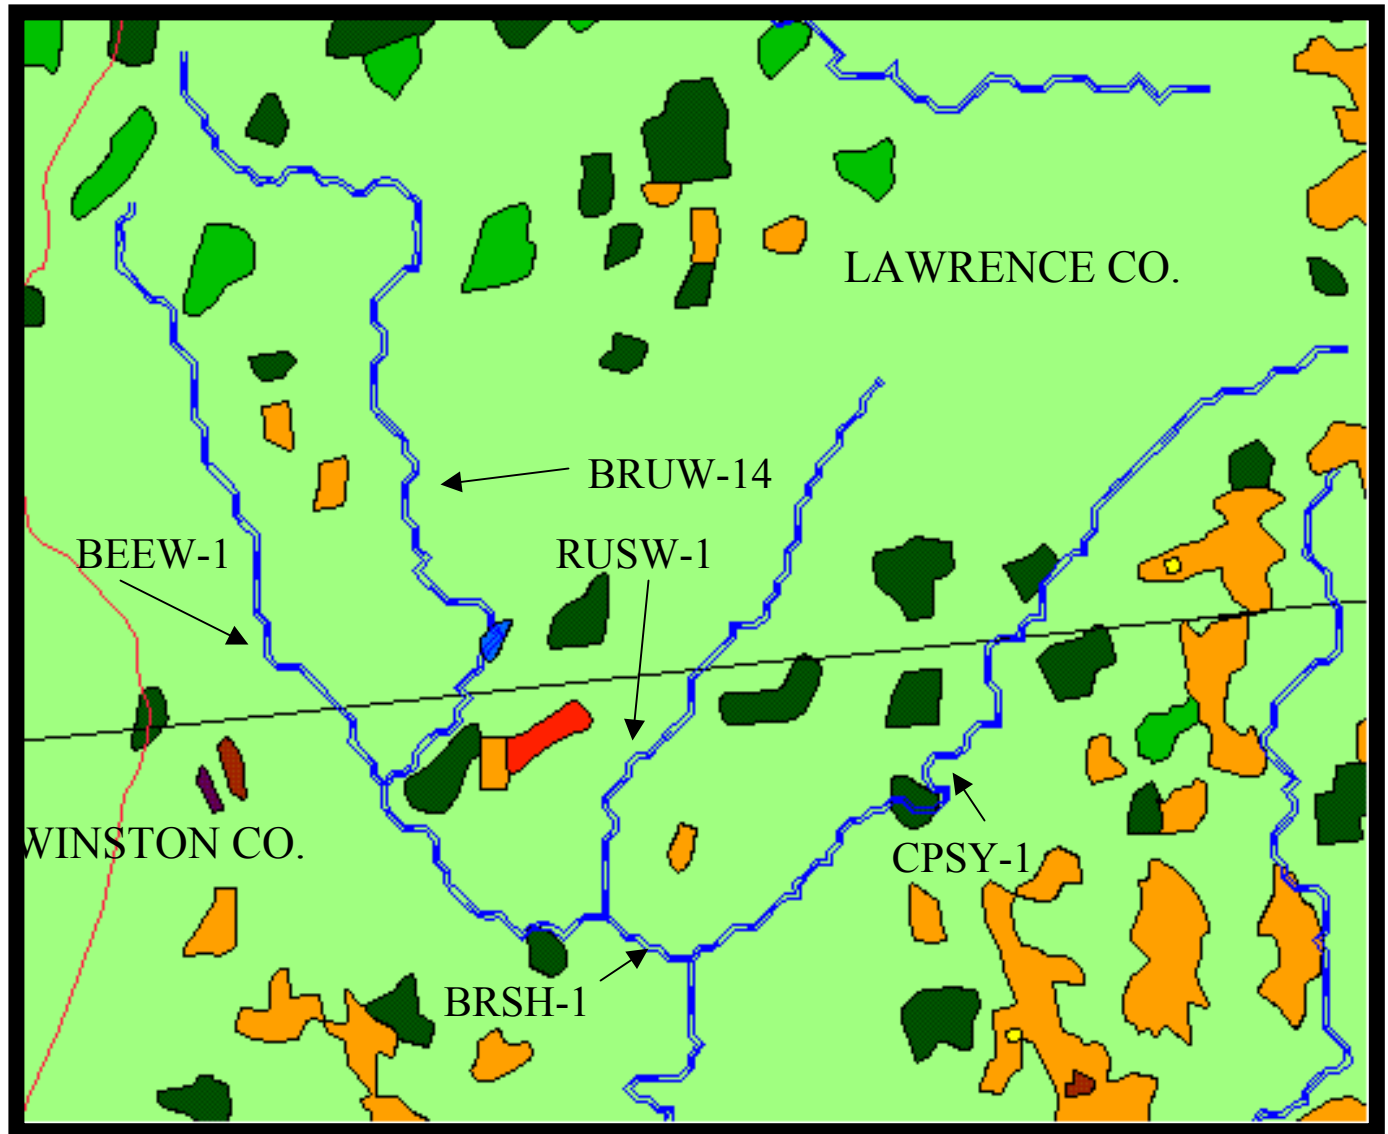 LAWRENCE CO.
BRUW-14
BEEW-1
RUSW-1
WINSTON CO.
CPSY-1
BRSH-1